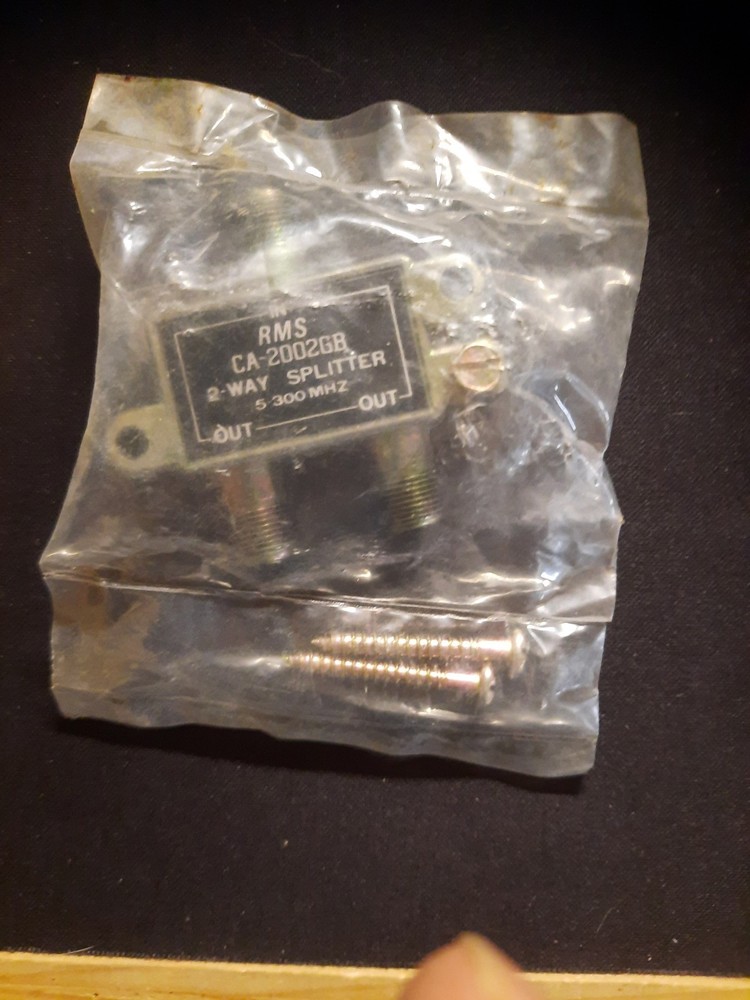 IN
RMS
CA-2002GB
2-WAY SPLITTER
5-300 MHZ
OUT OUT